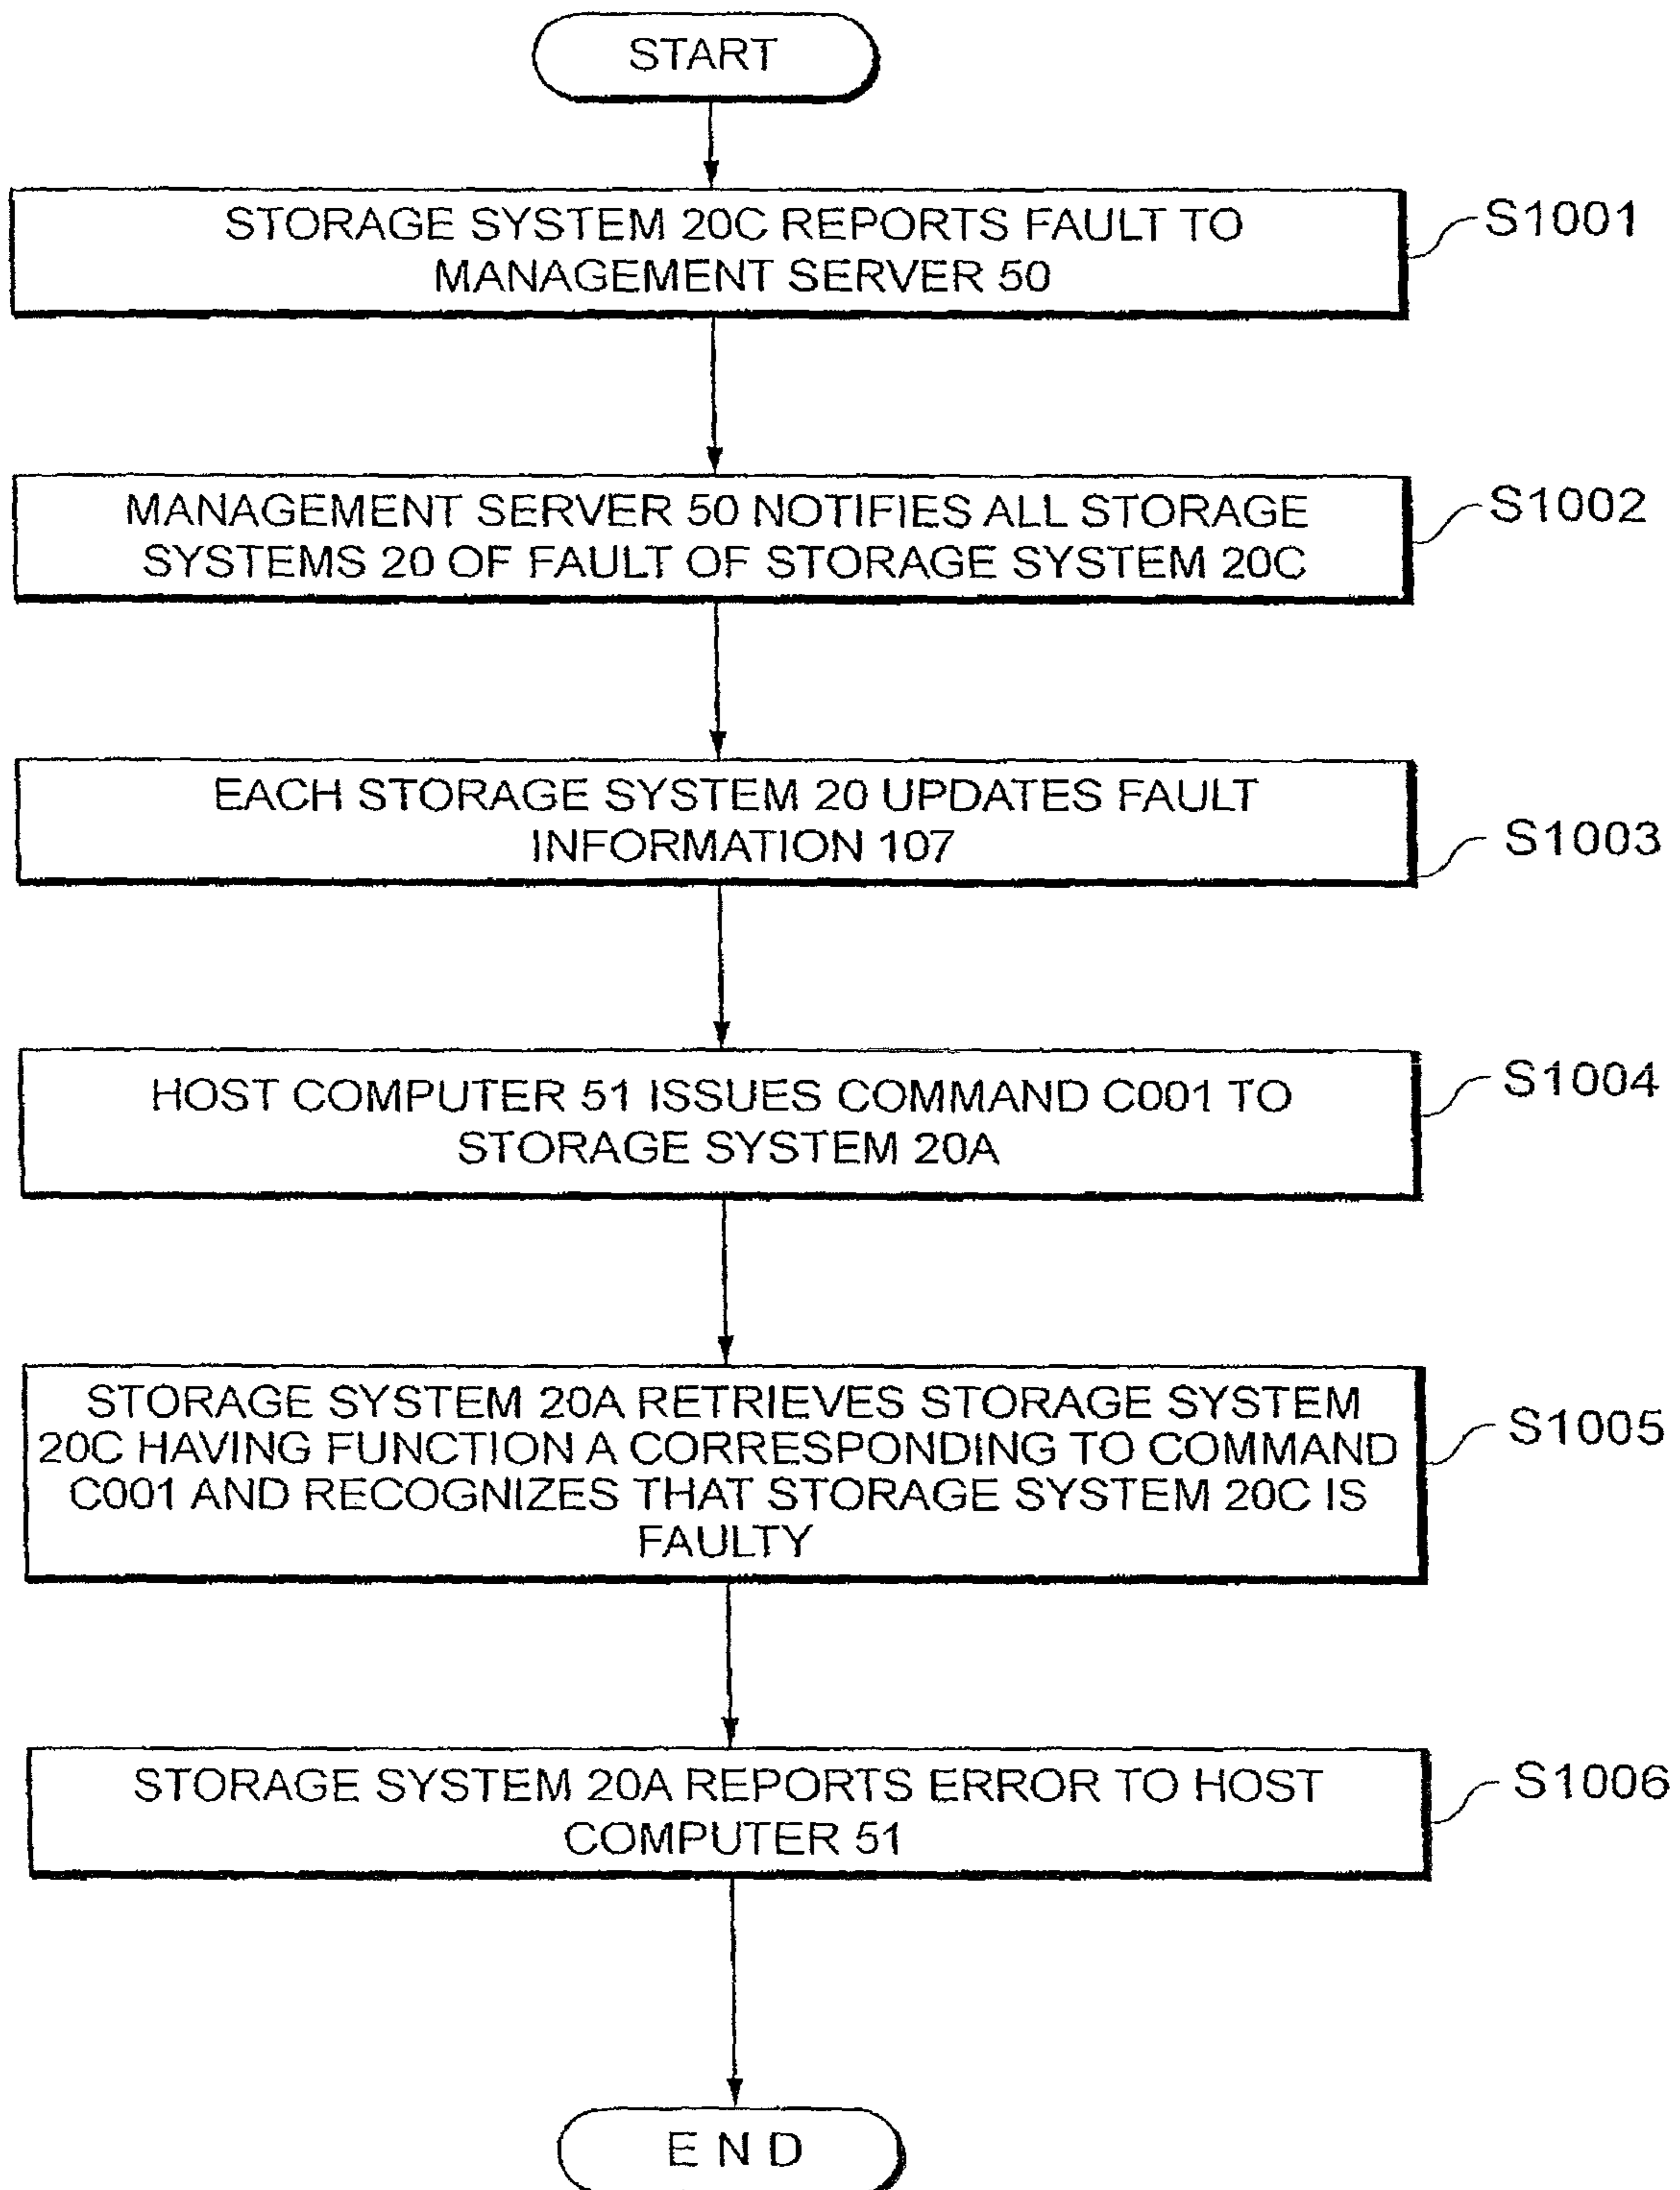 START
STORAGE SYSTEM 20C REPORTS FAULT TO
MANAGEMENT SERVER 50
S1001
MANAGEMENT SERVER 50 NOTIFIES ALL STORAGE
SYSTEMS 20 OF FAULT OF STORAGE SYSTEM 20C
S1002
EACH STORAGE SYSTEM 20 UPDATES FAULT
INFORMATION 107
S1003
HOST COMPUTER 51 ISSUES COMMAND C001 TO
STORAGE SYSTEM 20A
S1004
STORAGE SYSTEM 20A RETRIEVES STORAGE SYSTEM
20C HAVING FUNCTION A CORRESPONDING TO COMMAND
C001 AND RECOGNIZES THAT STORAGE SYSTEM 20C IS
FAULTY
S1005
STORAGE SYSTEM 20A REPORTS ERROR TO HOST
COMPUTER 51
S1006
END